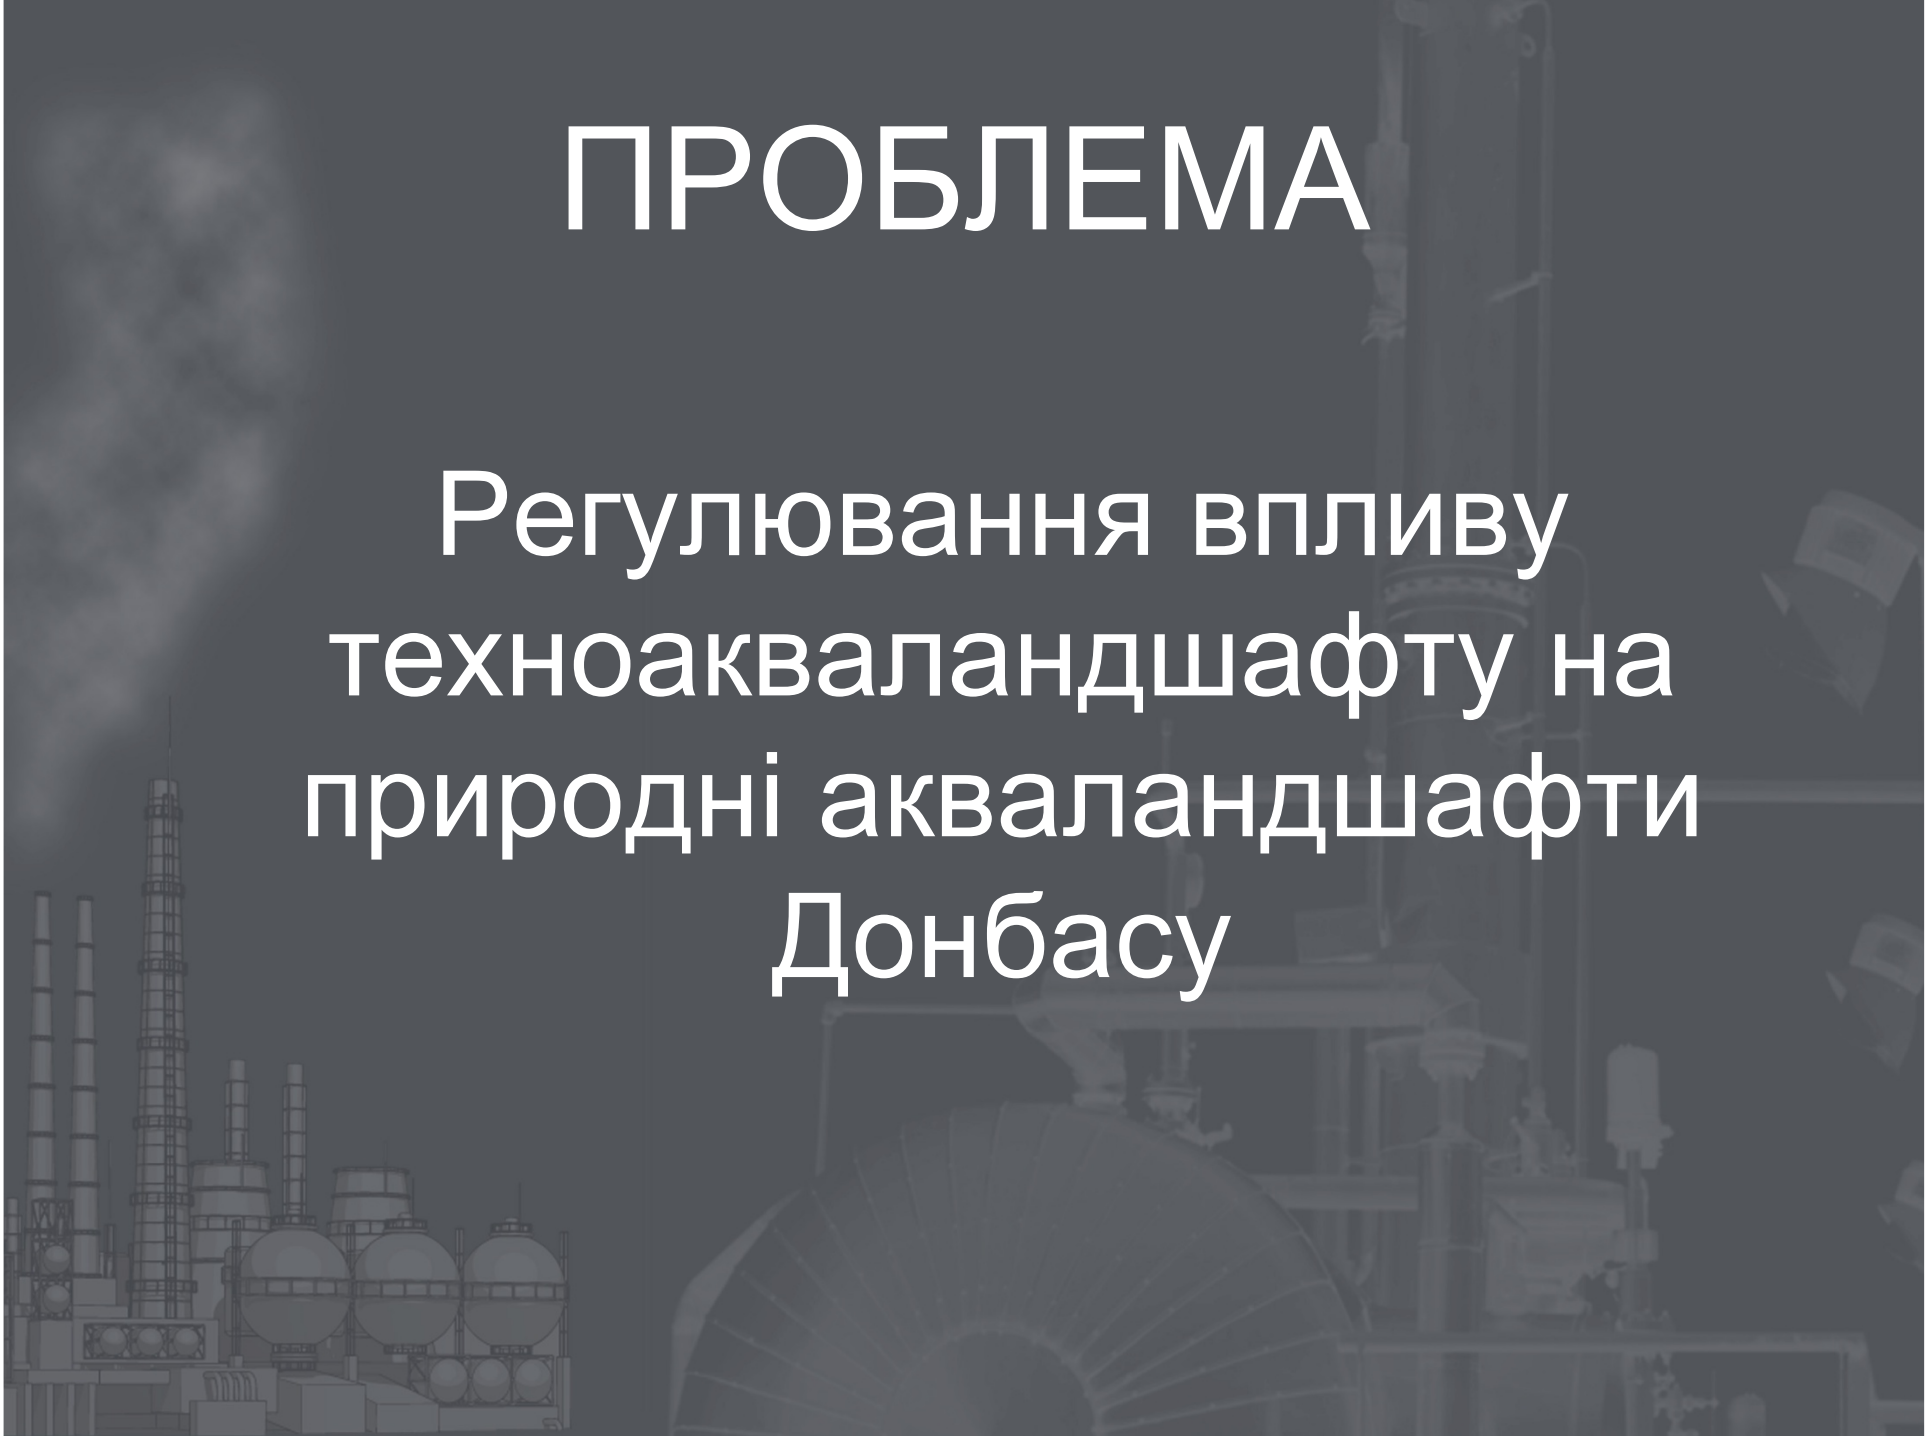 ПРОБЛЕМА
Регулювання впливу
техноакваландшафту на
природні акваландшафти
Донбасу